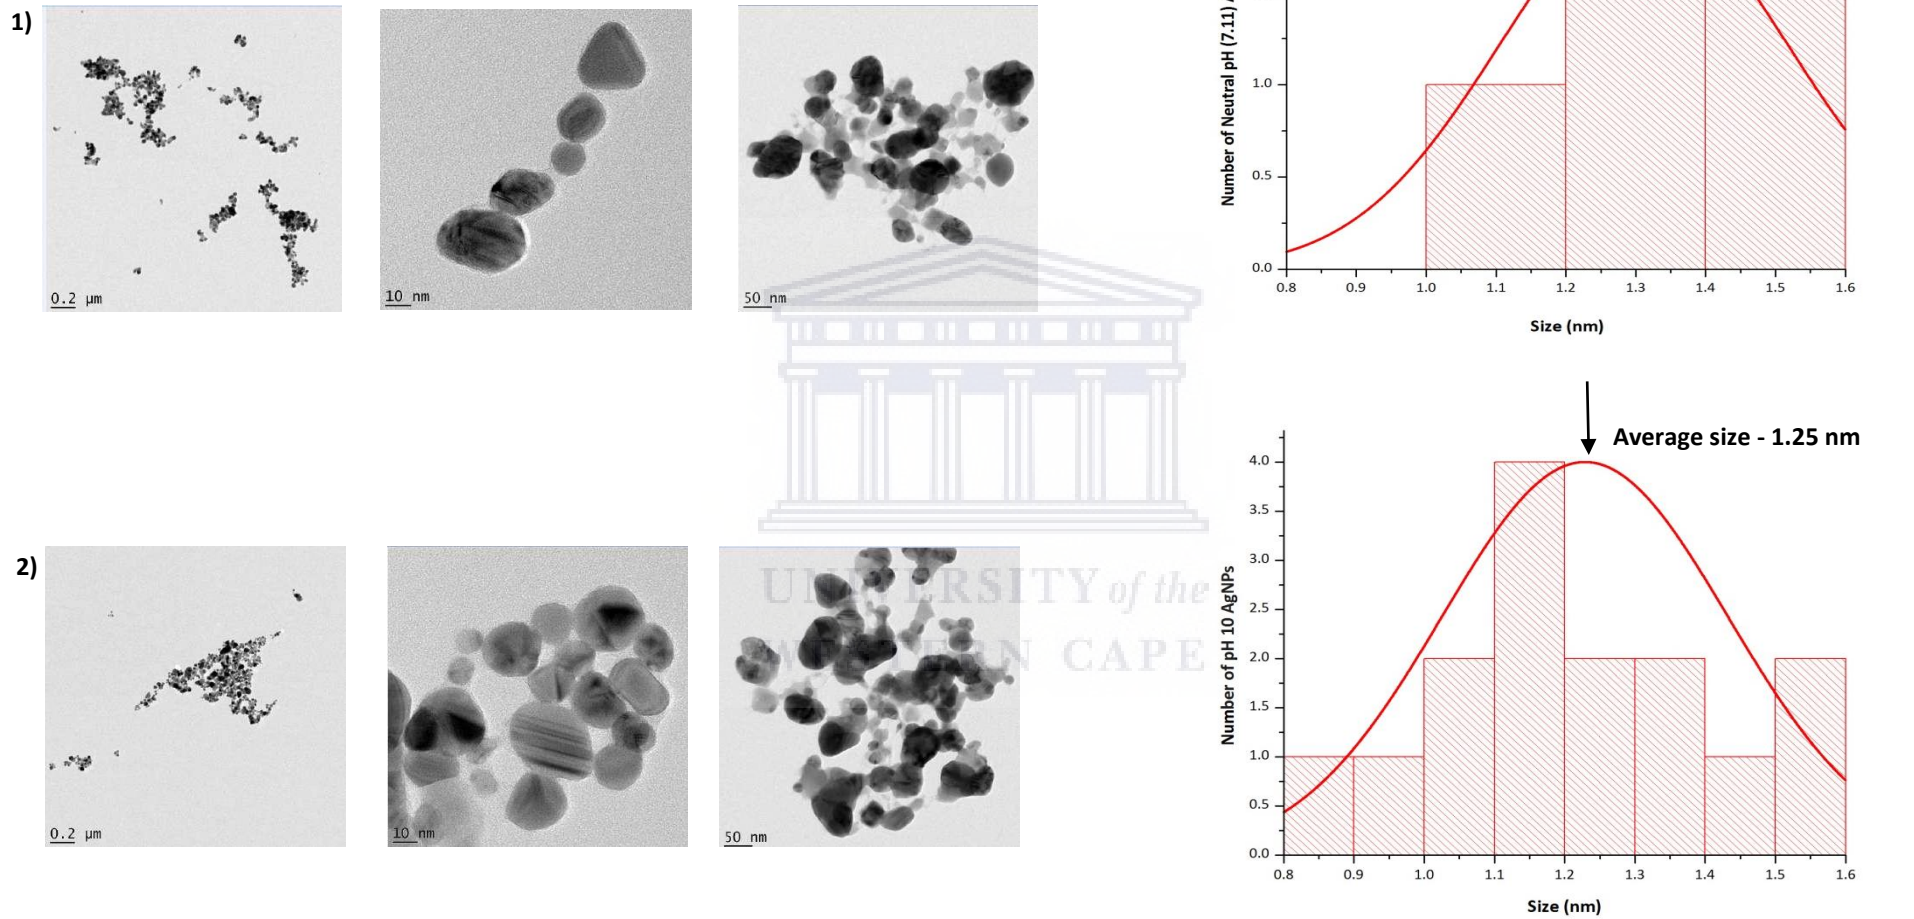 1)
0.2 µm
10 nm
50 nm
Number of Neutral pH (7.11)
1.0
0.5
0.0
0.8 0.9 1.0 1.1 1.2 1.3 1.4 1.5 1.6
Size (nm)
UNIVERSITY of the
WESTERN CAPE
2)
0.2 µm
10 nm
50 nm
Average size - 1.25 nm
Number of pH 10 AgNPs
4.0
3.5
3.0
2.5
2.0
1.5
1.0
0.5
0.0
0.8 0.9 1.0 1.1 1.2 1.3 1.4 1.5 1.6
Size (nm)